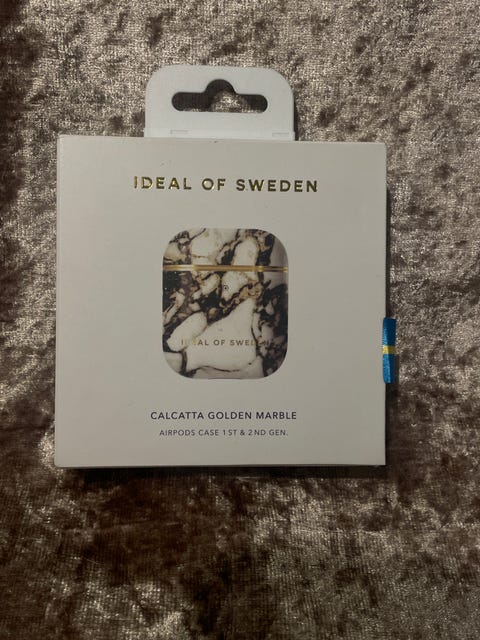 IDEAL OF SWEDEN
IDEAL OF SWEDEN
CALCATTA GOLDEN MARBLE
AIRPODS CASE 1ST & 2ND GEN.